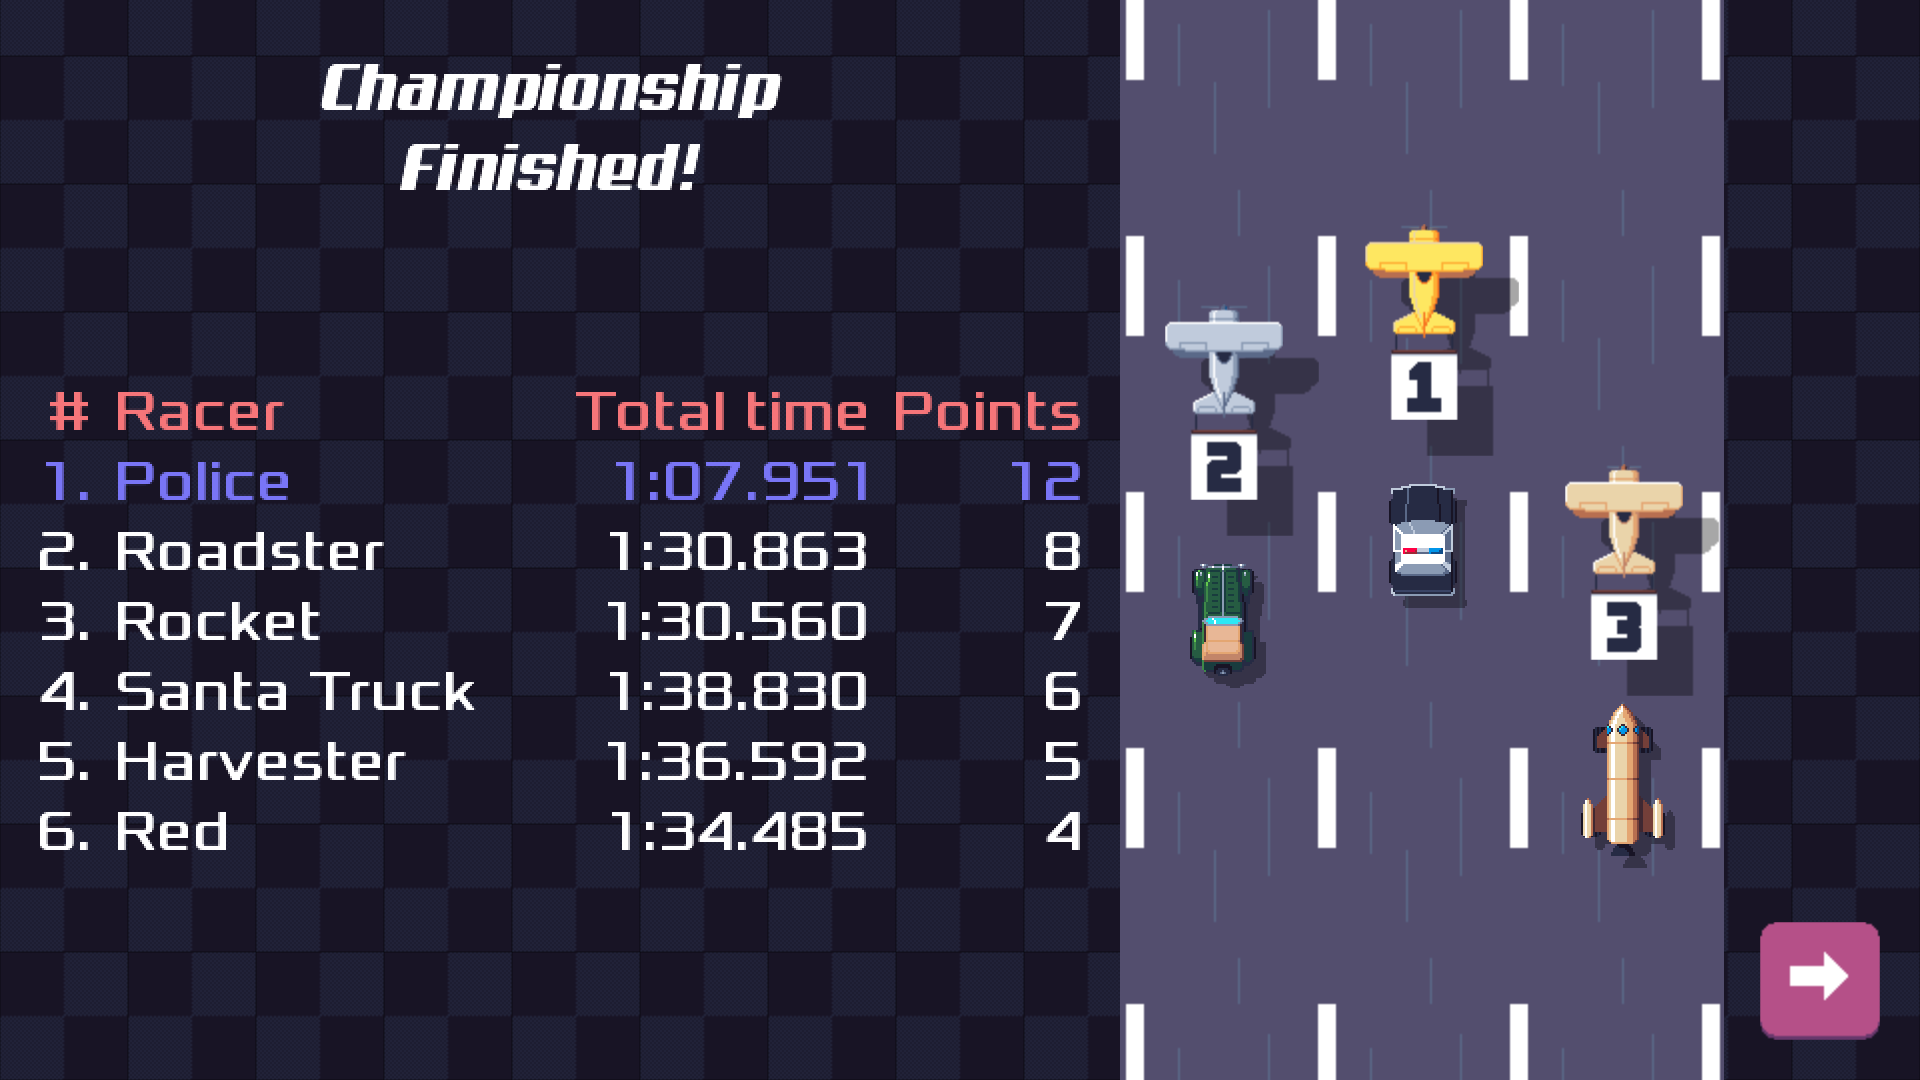 Championship
Finished!
# Racer Total time Points
1. Police 1:07.951 12
2. Roadster 1:30.863 8
3. Rocket 1:30.560 7
4. Santa Truck 1:38.830 6
5. Harvester 1:36.592 5
6. Red 1:34.485 4
1
2
3